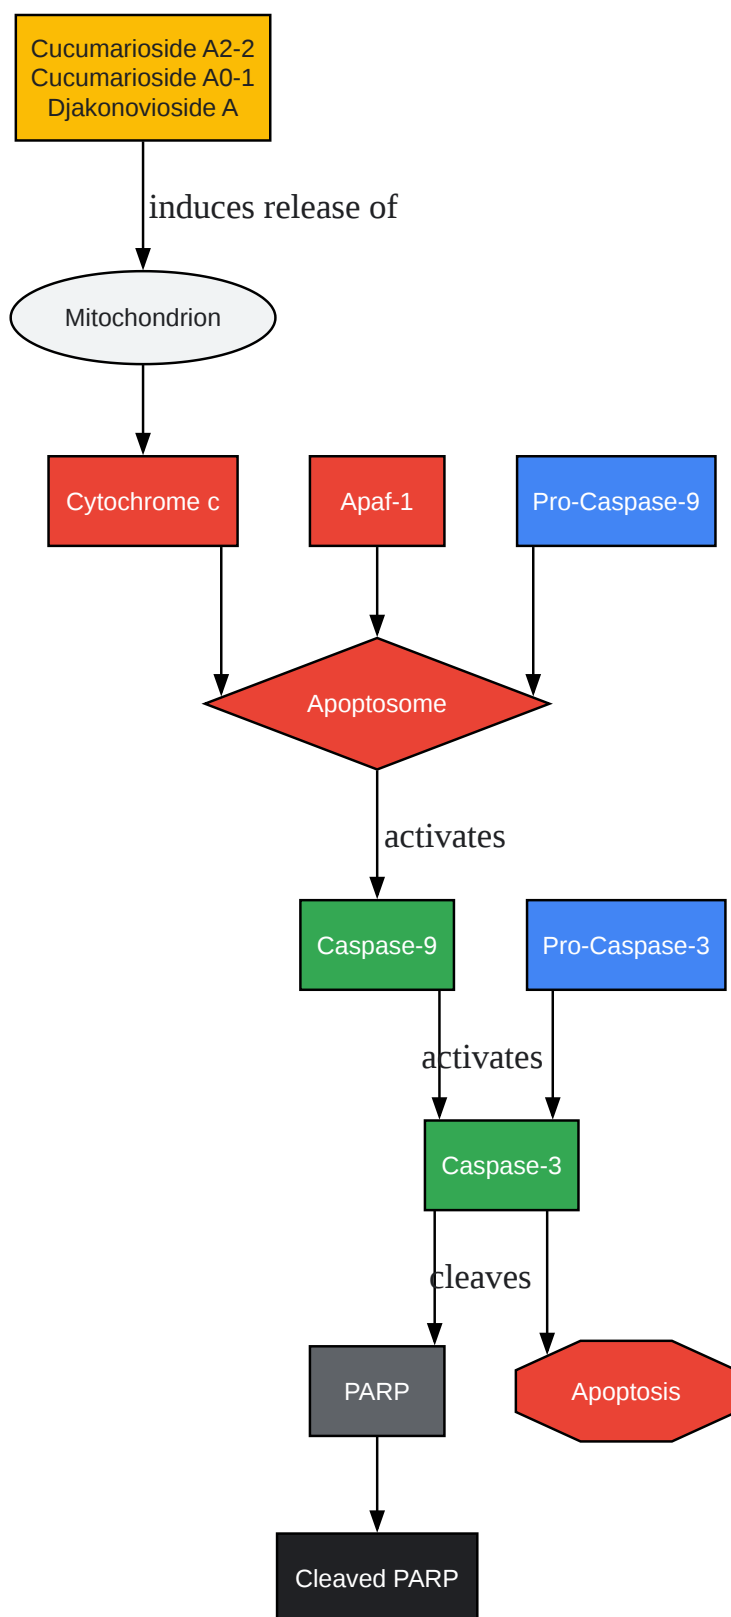 Cucumarioside A2-2
Cucumarioside A0-1
Djakonovioside A
induces release of
Mitochondrion
Cytochrome c
Apaf-1
Pro-Caspase-9
Apoptosome
activates
Caspase-9
Pro-Caspase-3
activates
Caspase-3
cleaves
PARP
Apoptosis
Cleaved PARP